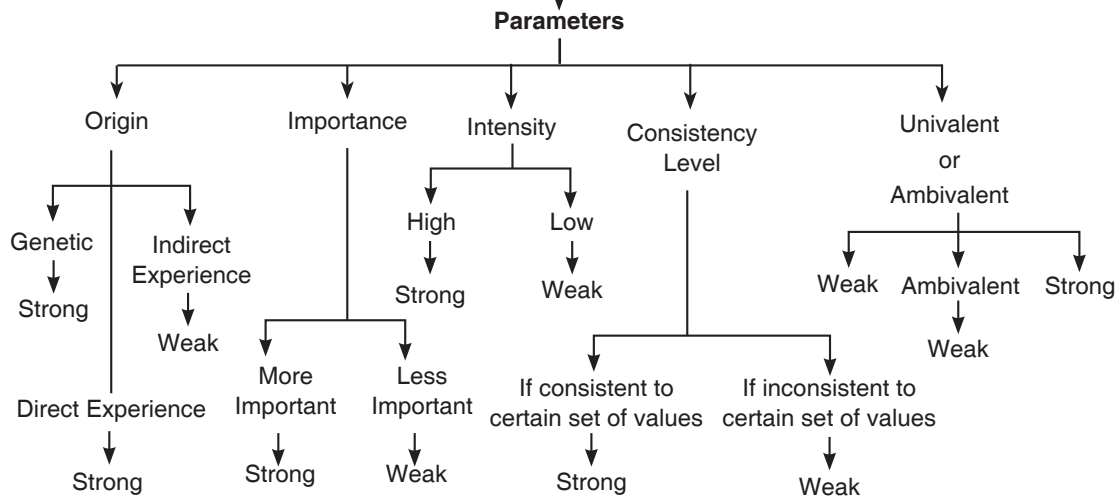 Parameters
Origin
Importance
Intensity
Consistency
Level
Univalent
or
Ambivalent
Genetic
Indirect
Experience
High
Low
Weak
Ambivalent
Strong
Strong
Weak
Strong
Weak
Weak
Direct Experience
More
Important
Less
Important
If consistent to
certain set of values
If inconsistent to
certain set of values
Strong
Strong
Weak
Strong
Weak